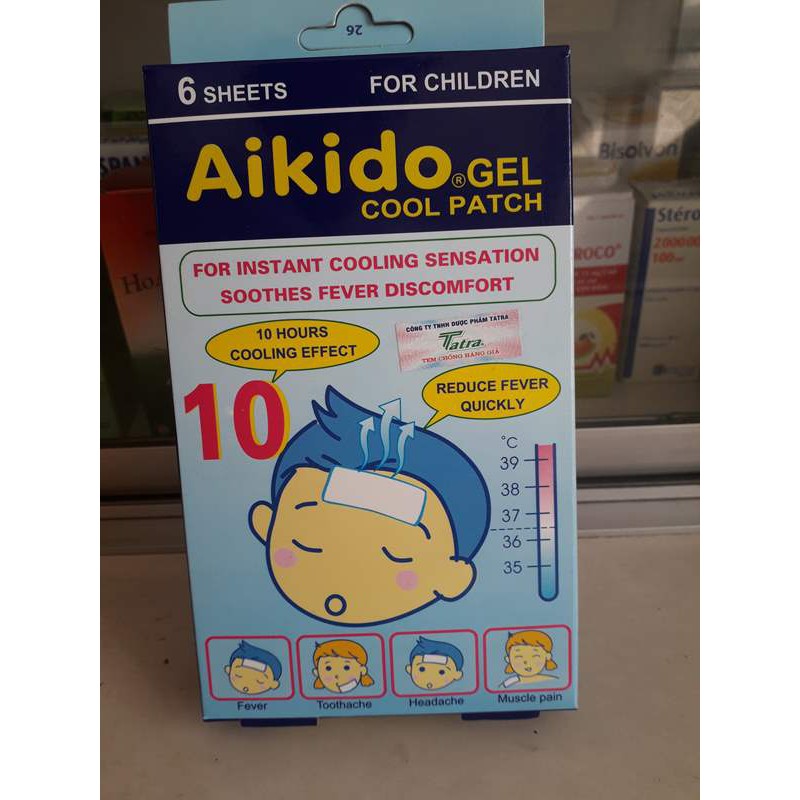 26
6 SHEETS FOR CHILDREN
Aikido® GEL
COOL PATCH
FOR INSTANT COOLING SENSATION
SOOTHES FEVER DISCOMFORT
10 HOURS
COOLING EFFECT
CÔNG TY TNHH DƯỢC PHẨM TATRA
Tatra
TEM CHỐNG HÀNG GIẢ
10
REDUCE FEVER
QUICKLY
°C
39
38
37
36
35
Fever Toothache Headache Muscle pain
Bisolvon
ROCO
Stéro
100